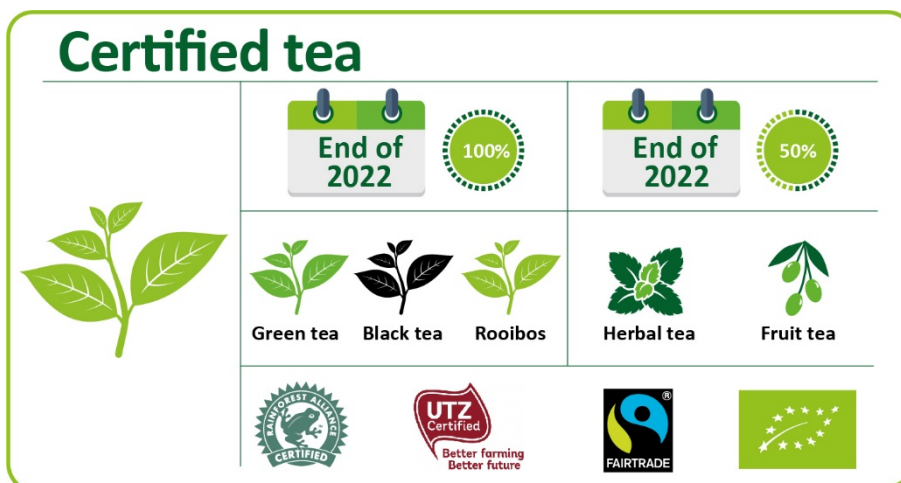 Certified tea
End of
2022
100%
End of
2022
50%
Green tea
Black tea
Rooibos
Herbal tea
Fruit tea
RAINFOREST ALLIANCE
CERTIFIED
UTZ
Certified
Better farming
Better future
®
FAIRTRADE